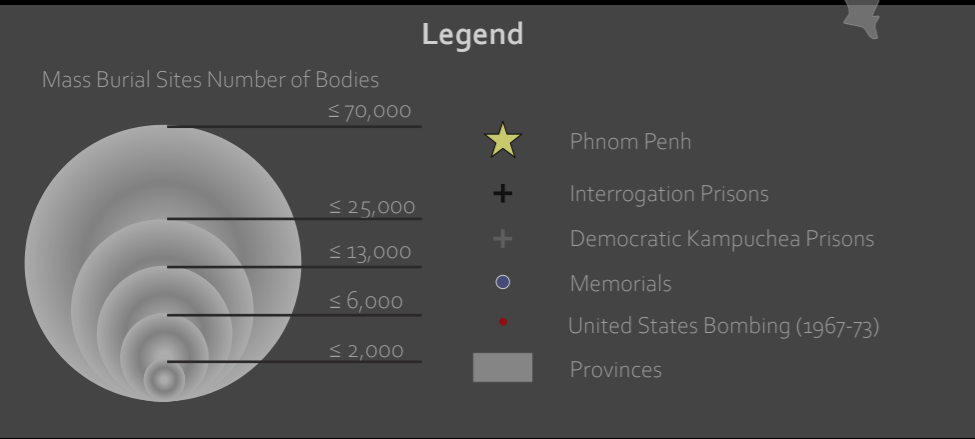 Legend
Mass Burial Sites Number of Bodies
≤ 70,000
≤ 25,000
≤ 13,000
≤ 6,000
≤ 2,000
Phnom Penh
Interrogation Prisons
Democratic Kampuchea Prisons
Memorials
United States Bombing (1967-73)
Provinces